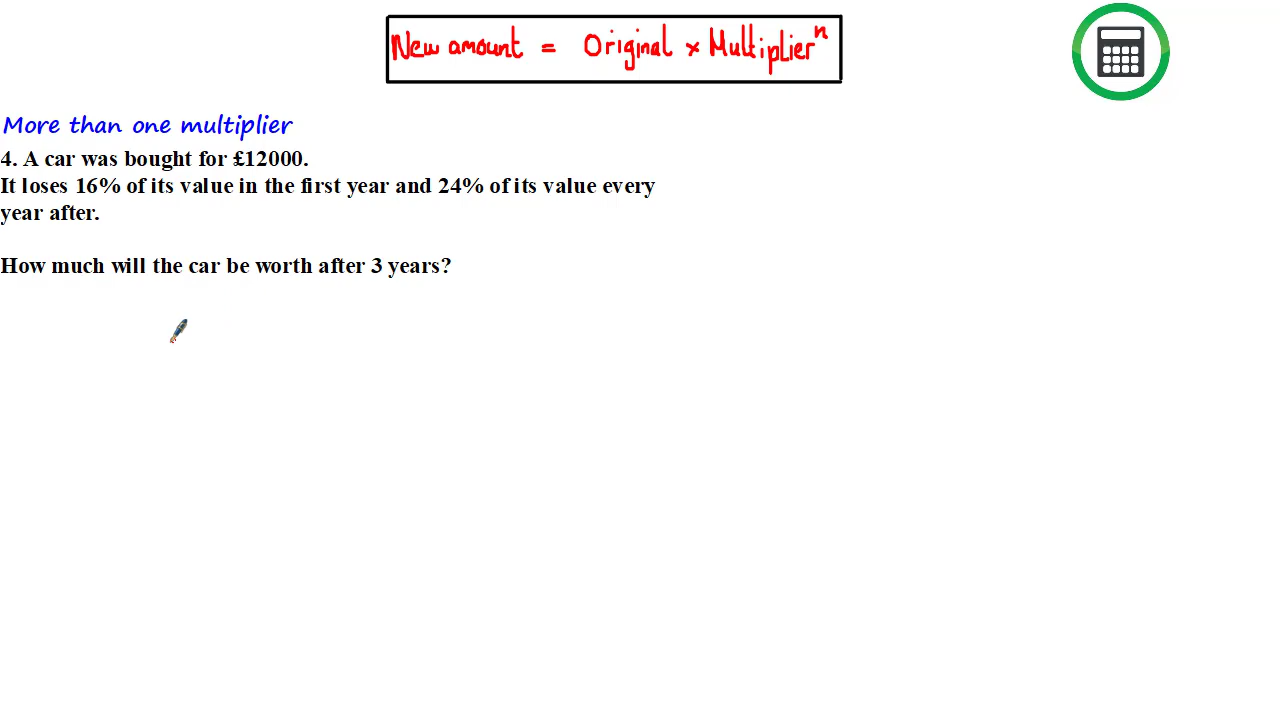 New amount = Original × Multiplierⁿ
More than one multiplier
4. A car was bought for £12000.
It loses 16% of its value in the first year and 24% of its value every
year after.
How much will the car be worth after 3 years?